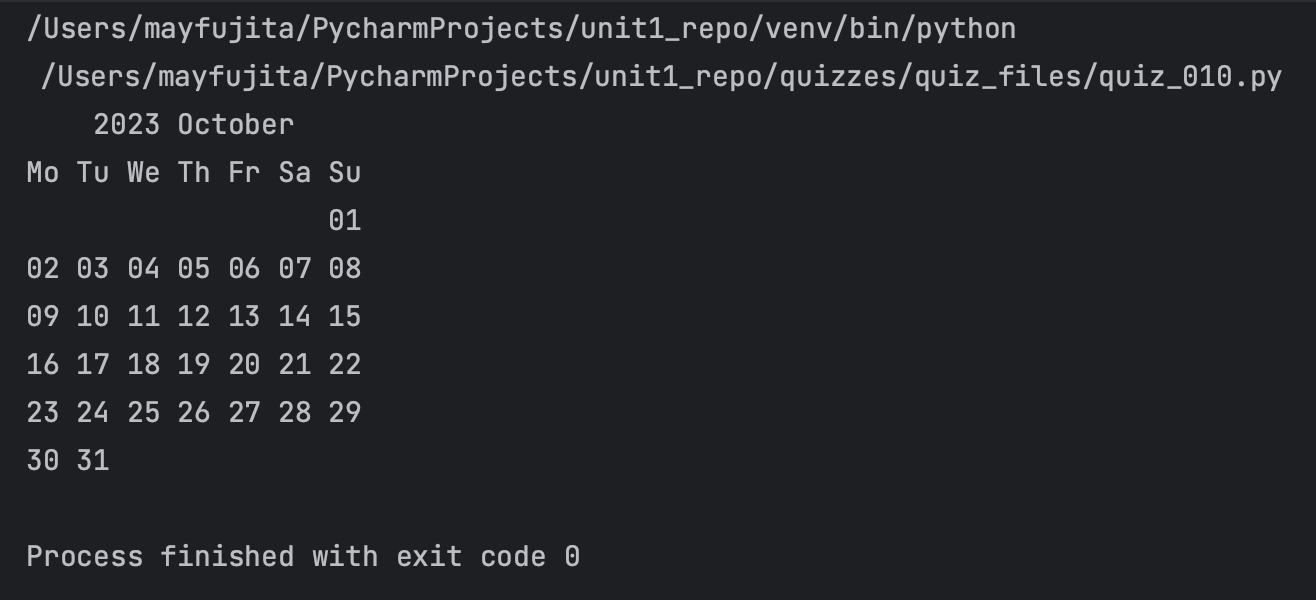 /Users/mayfujita/PycharmProjects/unit1_repo/venv/bin/python
 /Users/mayfujita/PycharmProjects/unit1_repo/quizzes/quiz_files/quiz_010.py
    2023 October
Mo Tu We Th Fr Sa Su
                  01
02 03 04 05 06 07 08
09 10 11 12 13 14 15
16 17 18 19 20 21 22
23 24 25 26 27 28 29
30 31

Process finished with exit code 0